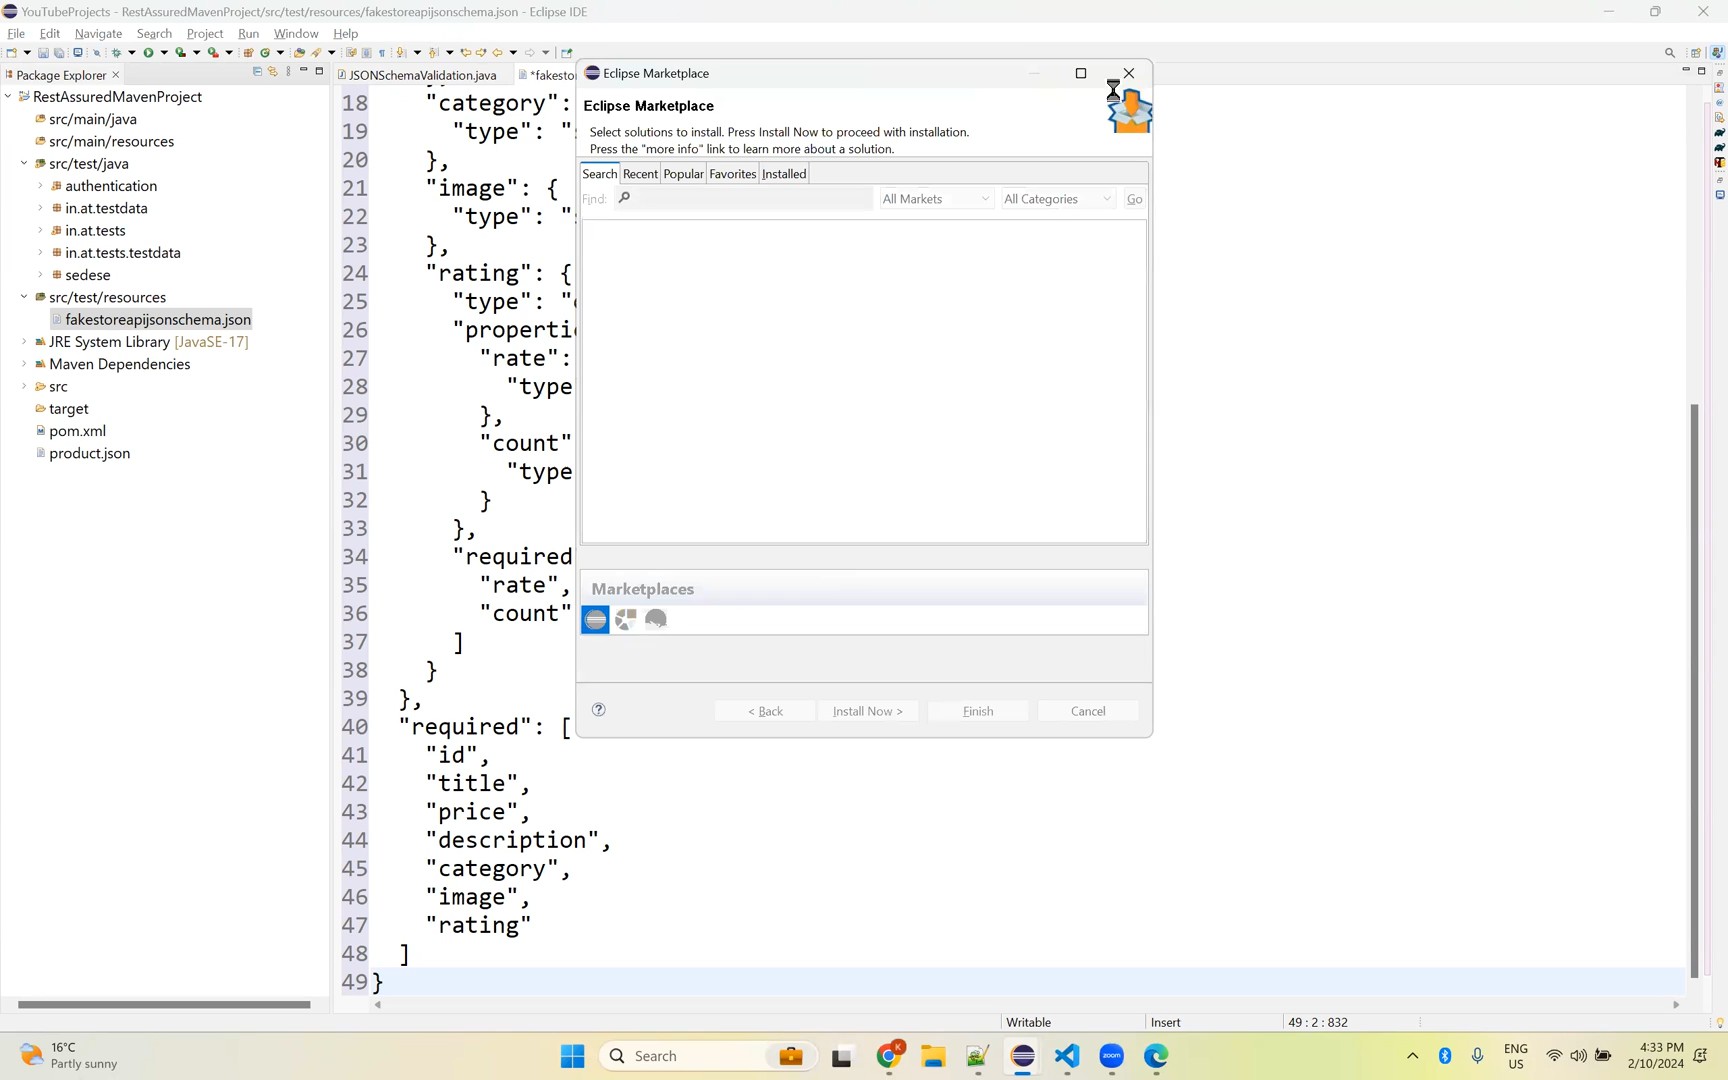 YouTubeProjects - RestAssuredMavenProject/src/test/resources/fakestoreapijsonschema.json - Eclipse IDE
File Edit Navigate Search Project Run Window Help
Package Explorer
RestAssuredMavenProject
src/main/java
src/main/resources
src/test/java
authentication
in.at.testdata
in.at.tests
in.at.tests.testdata
sedese
src/test/resources
fakestoreapijsonschema.json
JRE System Library [JavaSE-17]
Maven Dependencies
src
target
pom.xml
product.json
JSONSchemaValidation.java *fakesto
18 "category":
19 "type": "
20 },
21 "image": {
22 "type": "
23 },
24 "rating": {
25 "type": "
26 "properti
27 "rate":
28 "type
29 },
30 "count"
31 "type
32 }
33 },
34 "required
35 "rate",
36 "count"
37 ]
38 }
39 },
40 "required": [
41 "id",
42 "title",
43 "price",
44 "description",
45 "category",
46 "image",
47 "rating"
48 ]
49 }
Eclipse Marketplace
Eclipse Marketplace
Select solutions to install. Press Install Now to proceed with installation.
Press the "more info" link to learn more about a solution.
Search Recent Popular Favorites Installed
Find: All Markets All Categories Go
Marketplaces
< Back Install Now > Finish Cancel
Writable Insert 49 : 2 : 832
16°C
Partly sunny
Search
K
zoom
ENG
US
4:33 PM
2/10/2024